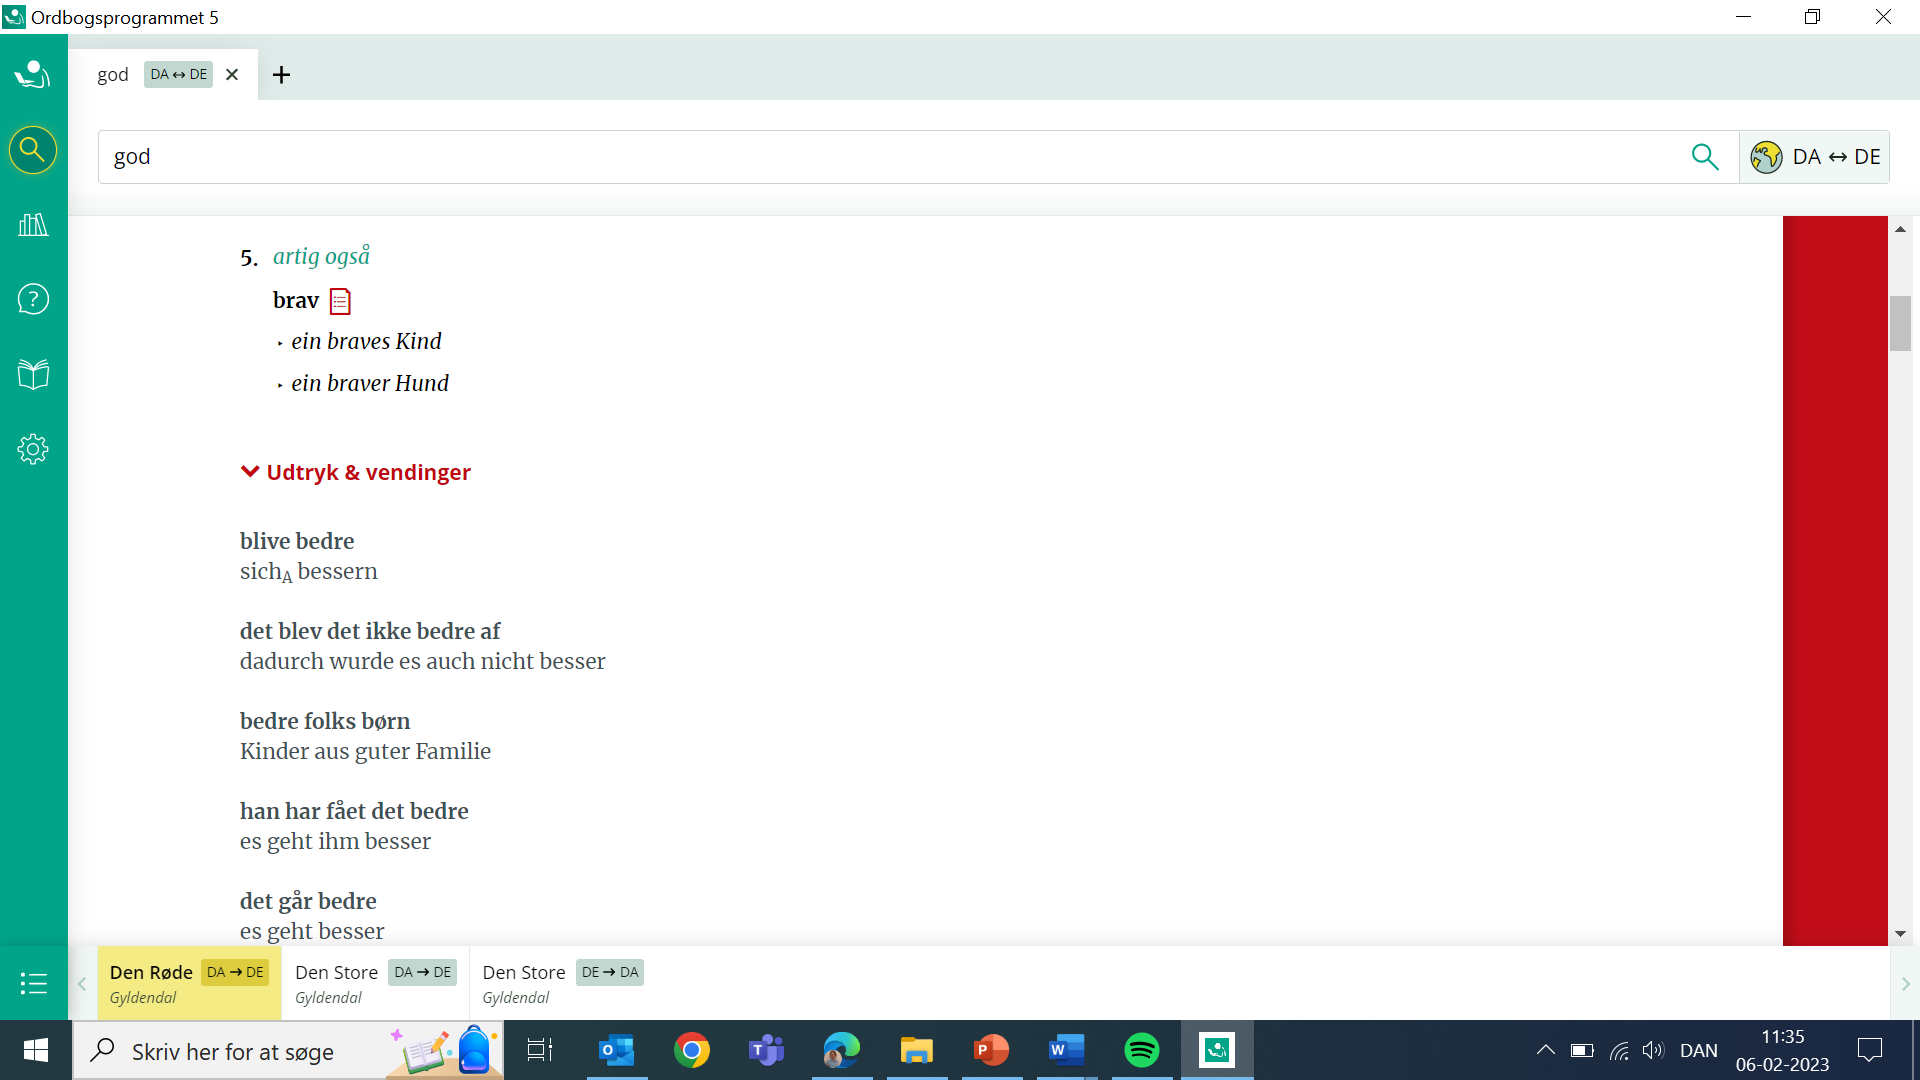 Ordbogsprogrammet 5
god DA ↔ DE
god
DA ↔ DE
5. artig også
brav
‣ ein braves Kind
‣ ein braver Hund
Udtryk & vendinger
blive bedre
sichA bessern
det blev det ikke bedre af
dadurch wurde es auch nicht besser
bedre folks børn
Kinder aus guter Familie
han har fået det bedre
es geht ihm besser
det går bedre
es geht besser
Den Røde DA → DE
Gyldendal
Den Store DA → DE
Gyldendal
Den Store DE → DA
Gyldendal
Skriv her for at søge
DAN
11:35
06-02-2023